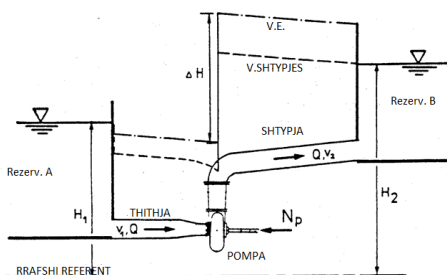 V.E.
ΔH
V.SHTYPJES
Rezerv. B
SHTYPJA
Q,V₂
Rezerv. A
H₁
THITHJA
V₁,Q
Nₚ
H₂
POMPA
RRAFSHI REFERENT